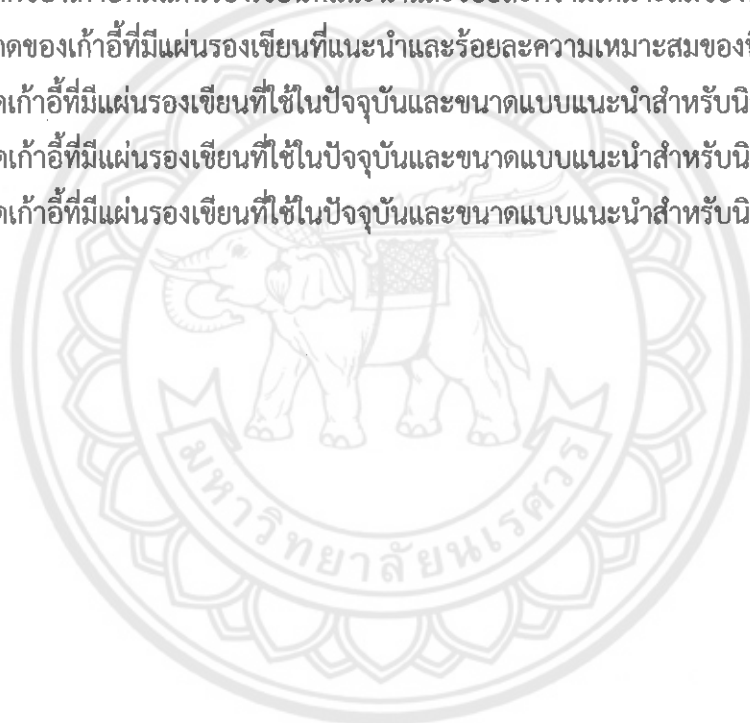 าดของเก้าอี้ที่มีแผ่นรองเขียนที่แนะนำและร้อยละความเหมาะสมของ
เก้าอี้ที่มีแผ่นรองเขียนที่ใช้ในปัจจุบันและขนาดแบบแนะนำสำหรับนิ
เก้าอี้ที่มีแผ่นรองเขียนที่ใช้ในปัจจุบันและขนาดแบบแนะนำสำหรับนิ
เก้าอี้ที่มีแผ่นรองเขียนที่ใช้ในปัจจุบันและขนาดแบบแนะนำสำหรับนิ
มหาวิทยาลัยนเรศวร